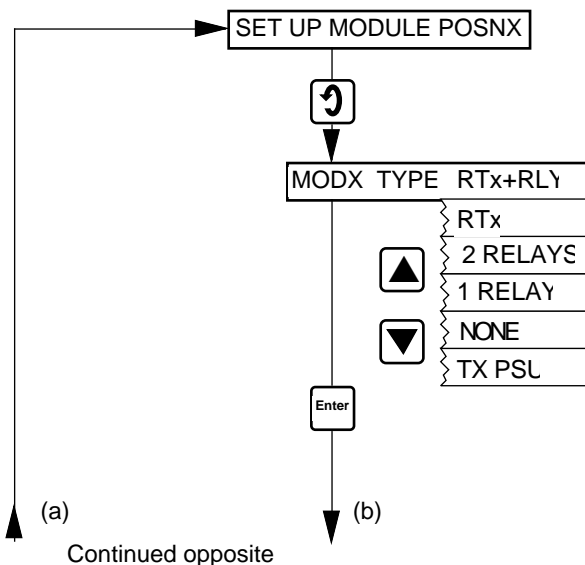 SET UP MODULE POSNX
MODX TYPE RTx+RLY
RTx
2 RELAYS
1 RELAY
NONE
TX PSU
Enter
(a) (b)
Continued opposite